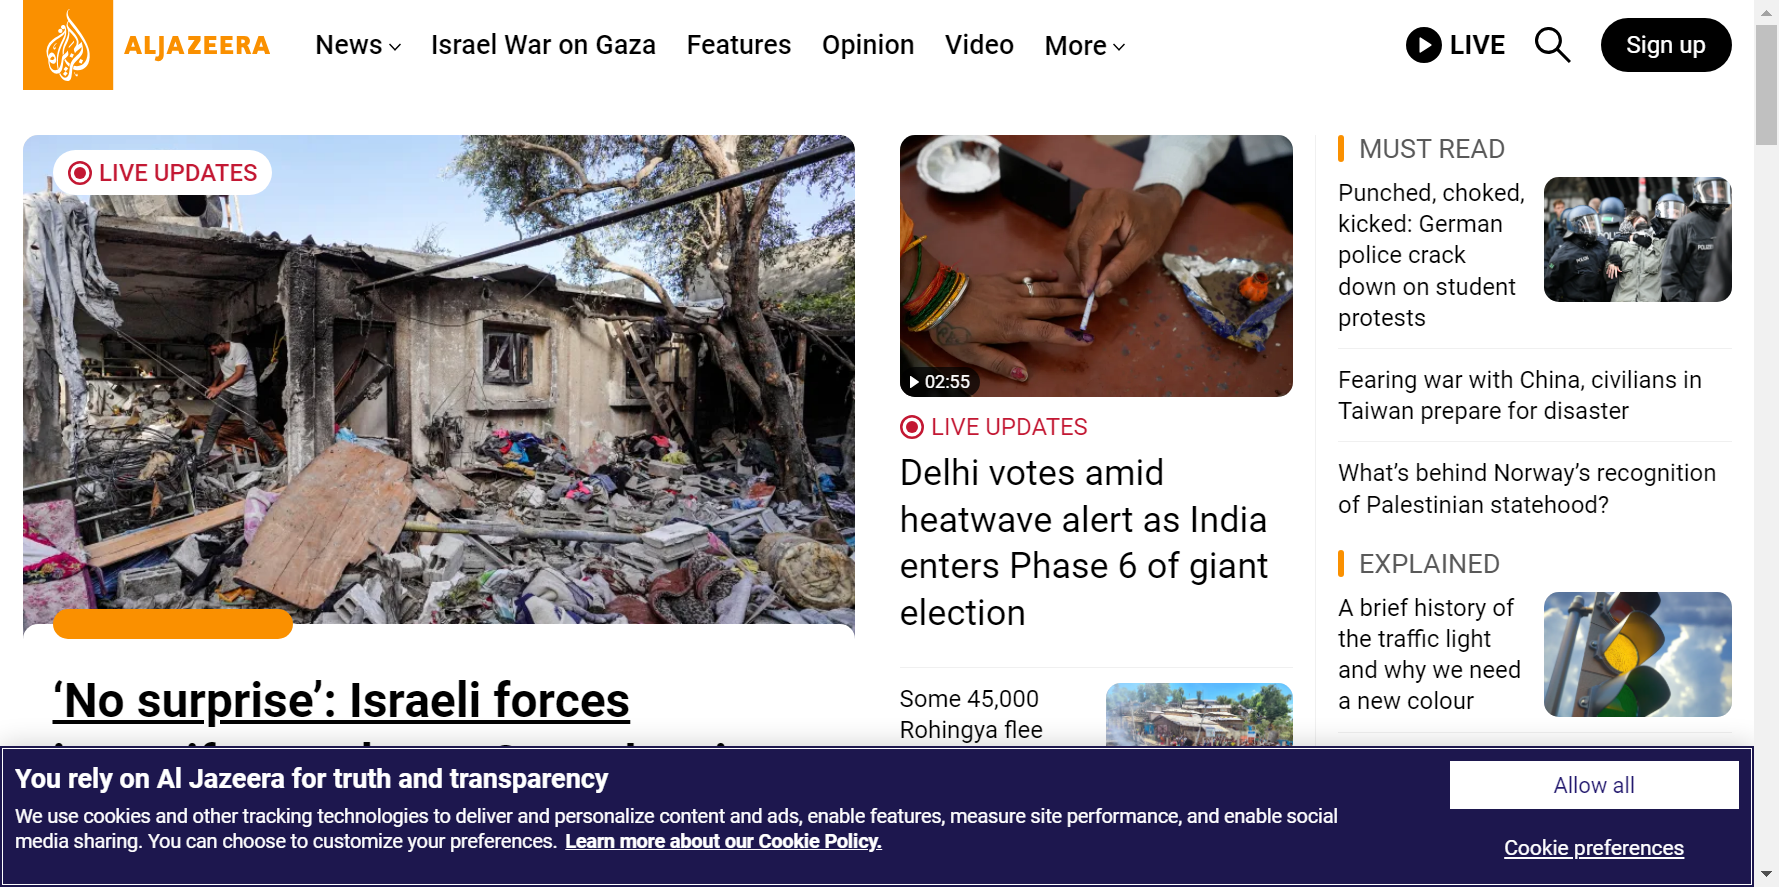 ALJAZEERA
News
Israel War on Gaza
Features
Opinion
Video
More
LIVE
Sign up
LIVE UPDATES
‘No surprise’: Israeli forces
02:55
LIVE UPDATES
Delhi votes amid
heatwave alert as India
enters Phase 6 of giant
election
Some 45,000
Rohingya flee
MUST READ
Punched, choked,
kicked: German
police crack
down on student
protests
Fearing war with China, civilians in
Taiwan prepare for disaster
What’s behind Norway’s recognition
of Palestinian statehood?
EXPLAINED
A brief history of
the traffic light
and why we need
a new colour
You rely on Al Jazeera for truth and transparency
We use cookies and other tracking technologies to deliver and personalize content and ads, enable features, measure site performance, and enable social
media sharing. You can choose to customize your preferences. Learn more about our Cookie Policy.
Allow all
Cookie preferences